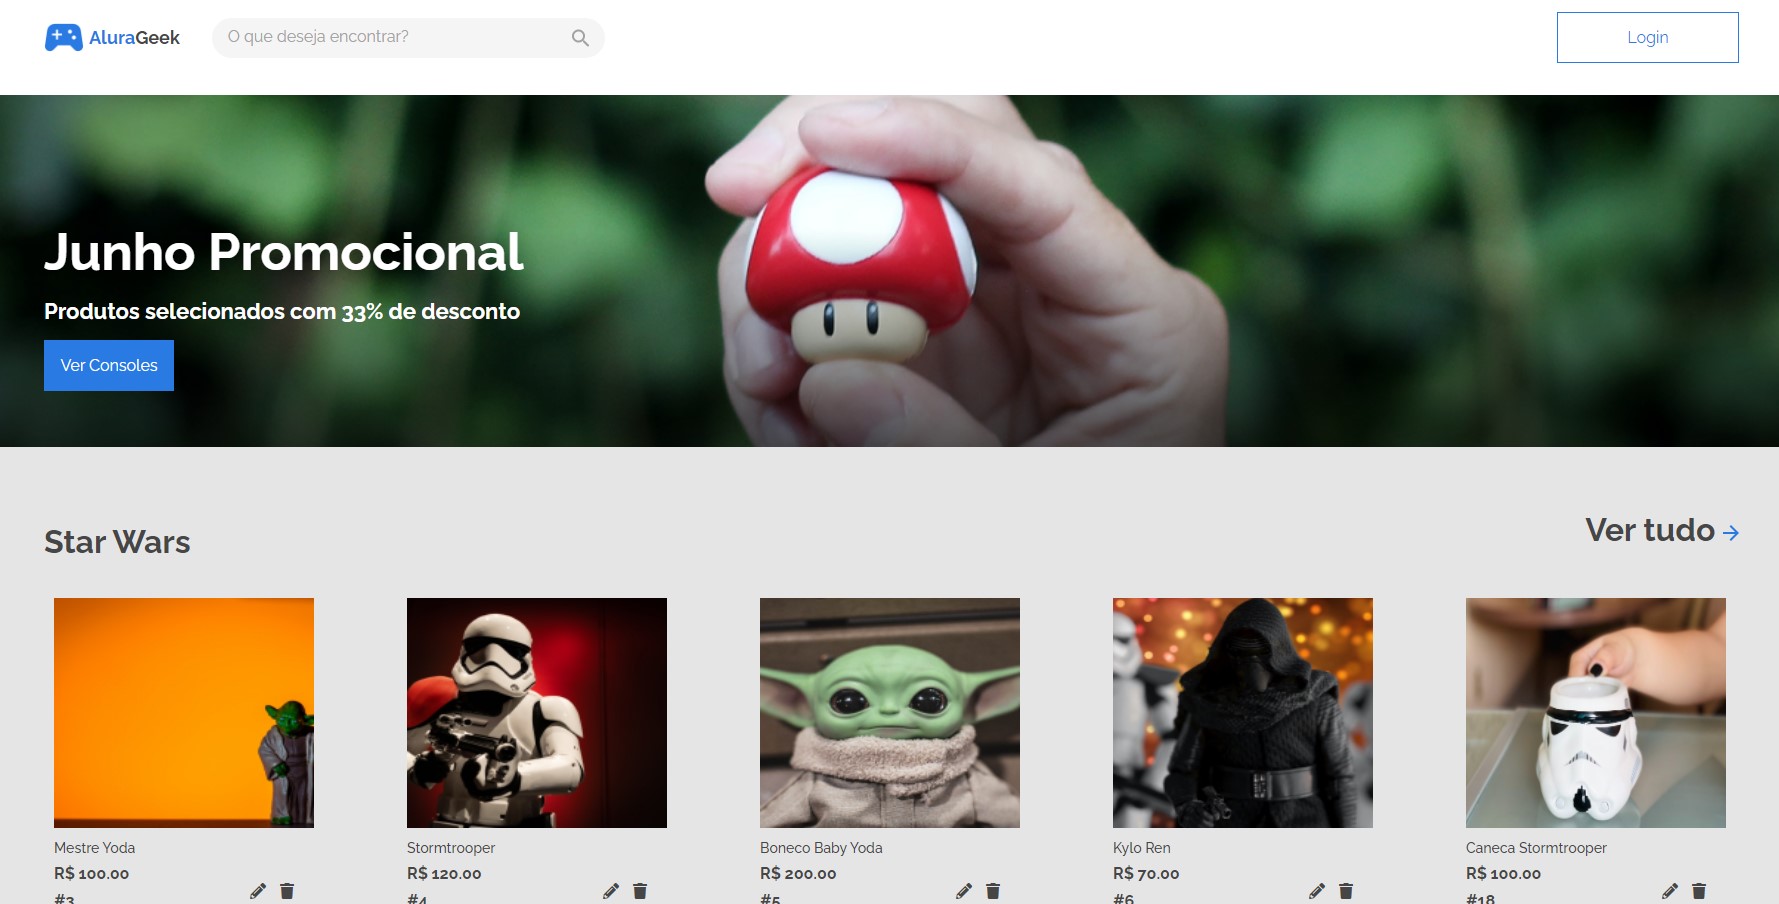 AluraGeek
O que deseja encontrar?
Login
Junho Promocional
Produtos selecionados com 33% de desconto
Ver Consoles
Star Wars
Ver tudo
Mestre Yoda
R$ 100.00
#3
Stormtrooper
R$ 120.00
#4
Boneco Baby Yoda
R$ 200.00
#5
Kylo Ren
R$ 70.00
#6
Caneca Stormtrooper
R$ 100.00
#18